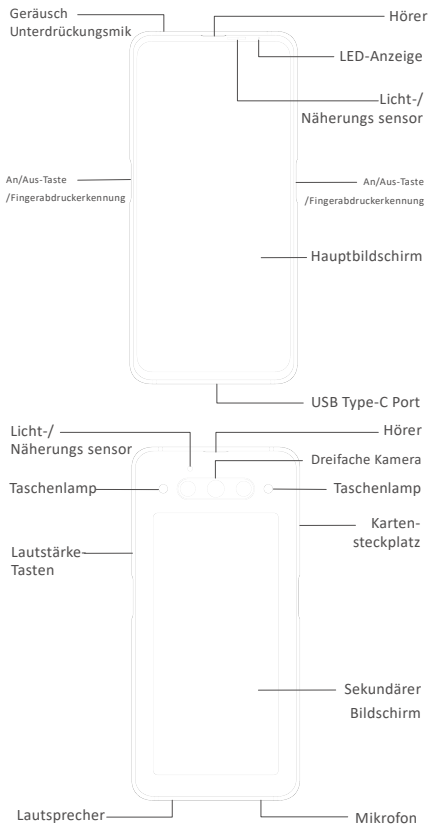 Geräusch
Unterdrückungsmik
Hörer
LED-Anzeige
Licht-/
Näherungs sensor
An/Aus-Taste
/Fingerabdruckerkennung
An/Aus-Taste
/Fingerabdruckerkennung
Hauptbildschirm
USB Type-C Port
Licht-/
Näherungs sensor
Hörer
Dreifache Kamera
Taschenlamp
Taschenlamp
Karten-
steckplatz
Lautstärke-
Tasten
Sekundärer
Bildschirm
Lautsprecher
Mikrofon